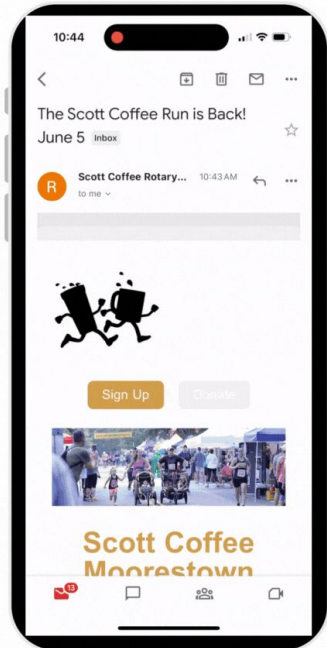 10:44
The Scott Coffee Run is Back!
June 5 Inbox
R
Scott Coffee Rotary... 10:43 AM
to me
Sign Up Donate
Scott Coffee
Moorestown
13